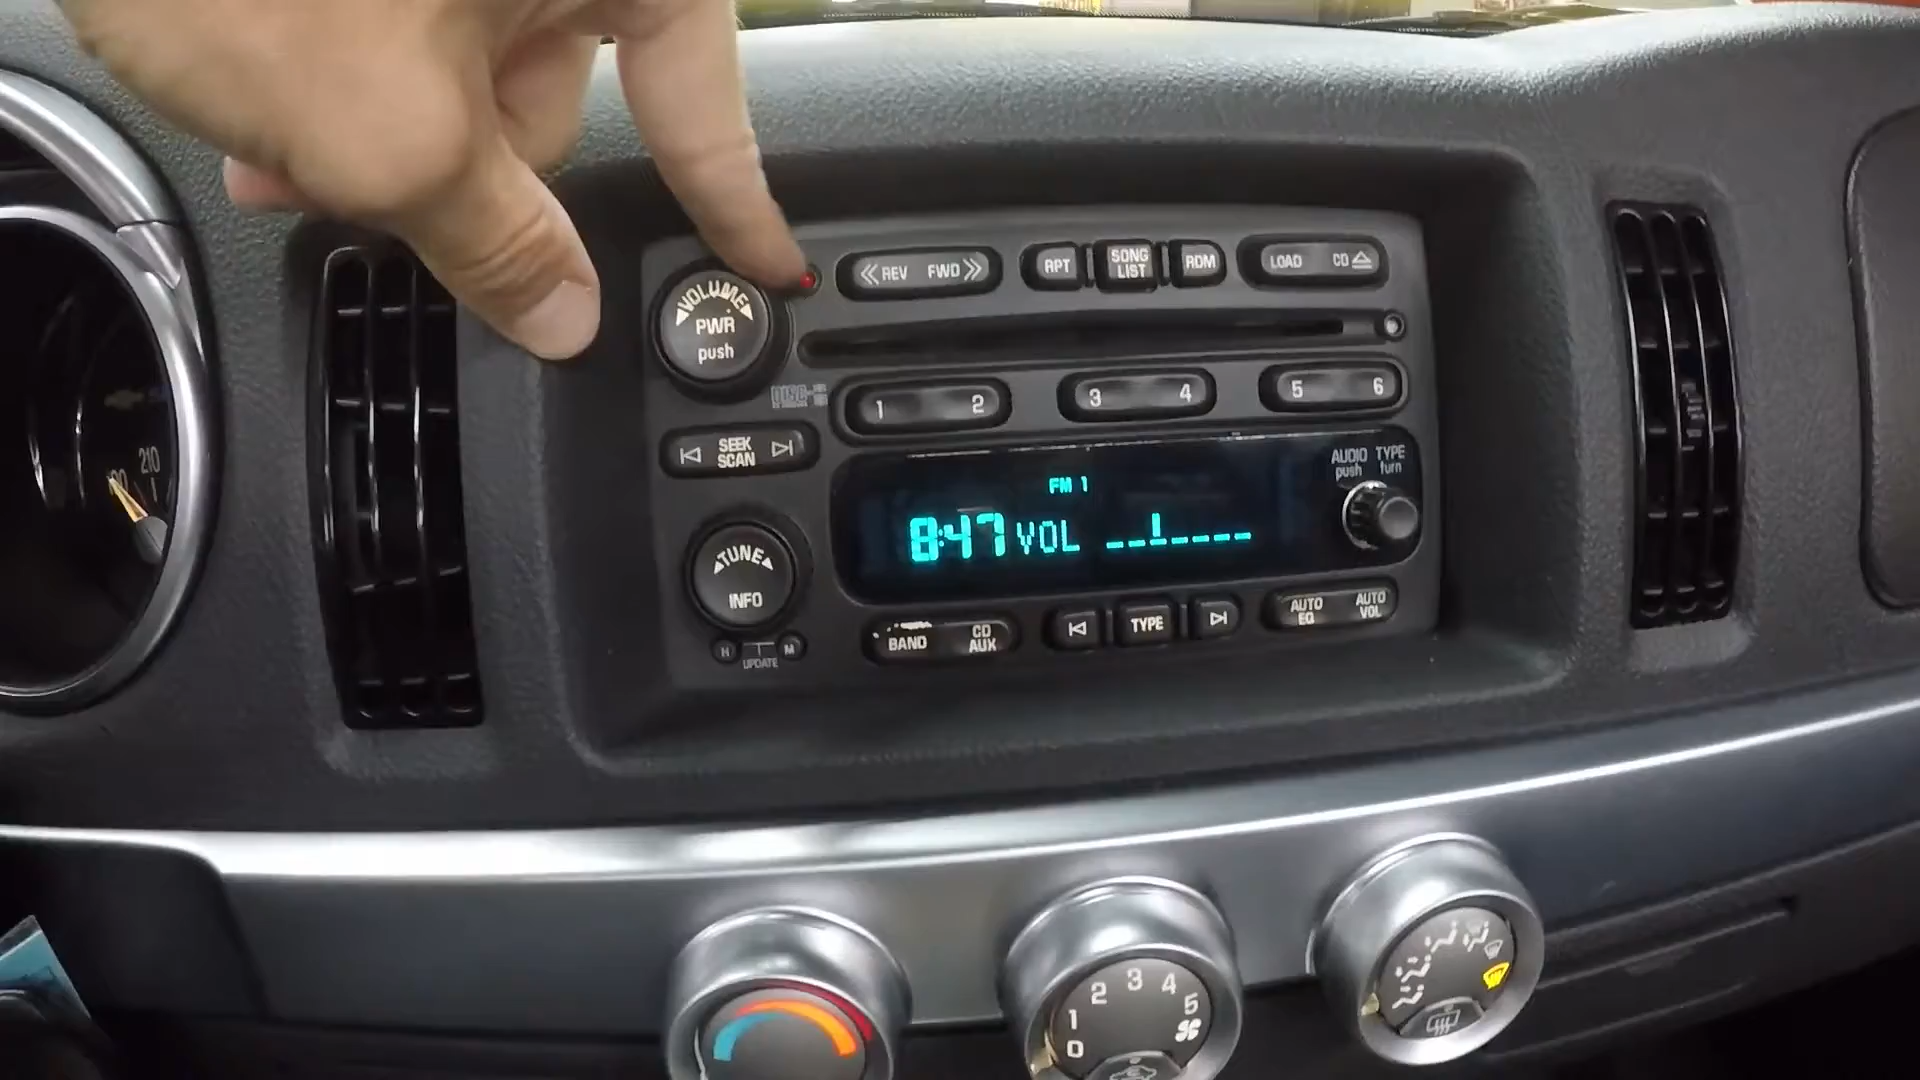 VOLUME
PWR
push
REV FWD
RPT
SONG
LIST
RDM
LOAD CD
DISC
1 2
3 4
5 6
SEEK
SCAN
AUDIO TYPE
push turn
FM 1
8:47 VOL
TUNE
INFO
H M
UPDATE
BAND
CD
AUX
TYPE
AUTO
EQ
AUTO
VOL
210
0 1 2 3 4 5